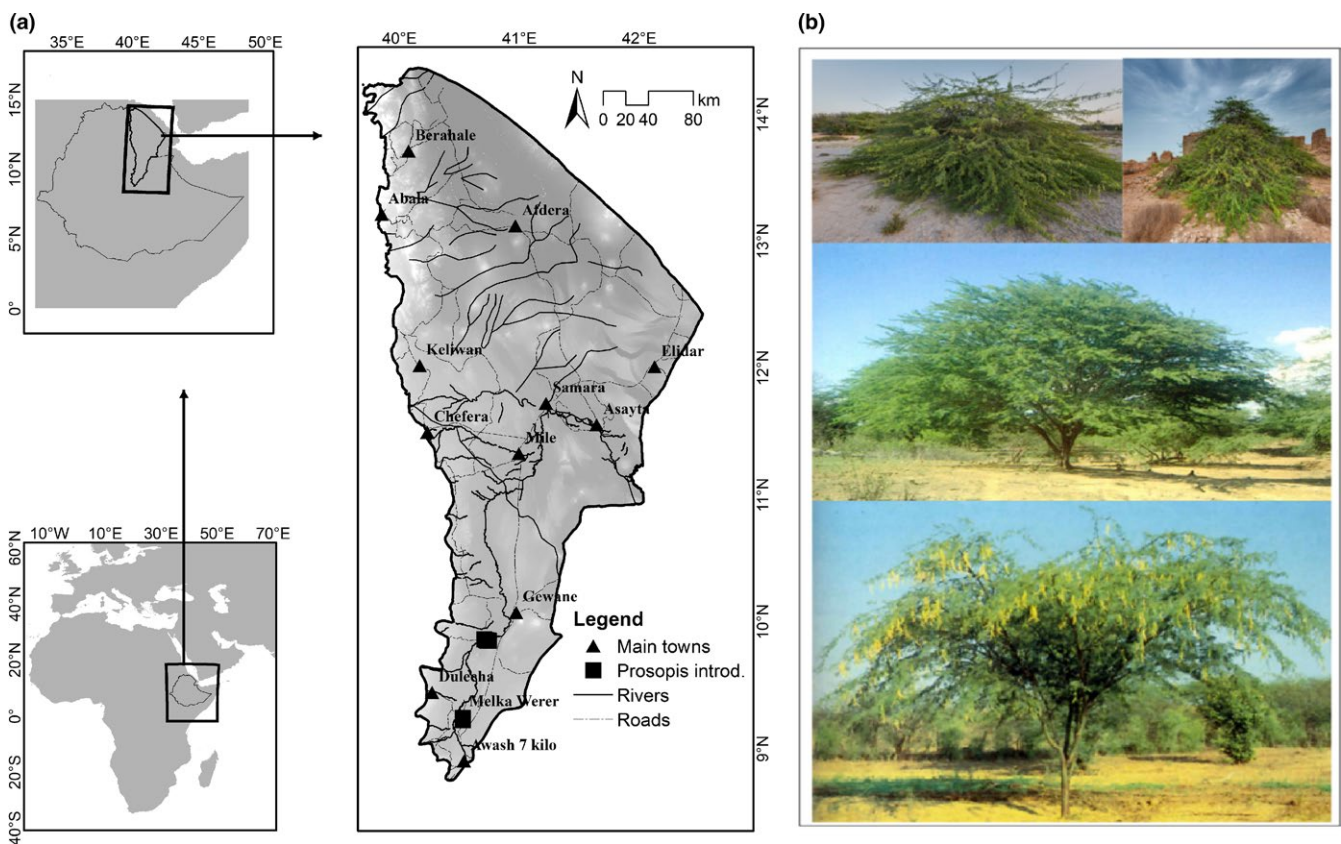 (a)
35°E 40°E 45°E 50°E
15°N
10°N
5°N
0°
10°W 10°E 30°E 50°E 70°E
60°N
40°N
20°N
0°
20°S
40°S
40°E 41°E 42°E
N
0 20 40 80 km
14°N
13°N
12°N
11°N
10°N
9°N
Berahale
Abala
Afdera
Keliwan
Elidar
Samara
Chefera
Asayta
Mile
Gewane
Dulecha
Melka Werer
Awash 7 kilo
Legend
Main towns
Prosopis introd.
Rivers
Roads
(b)